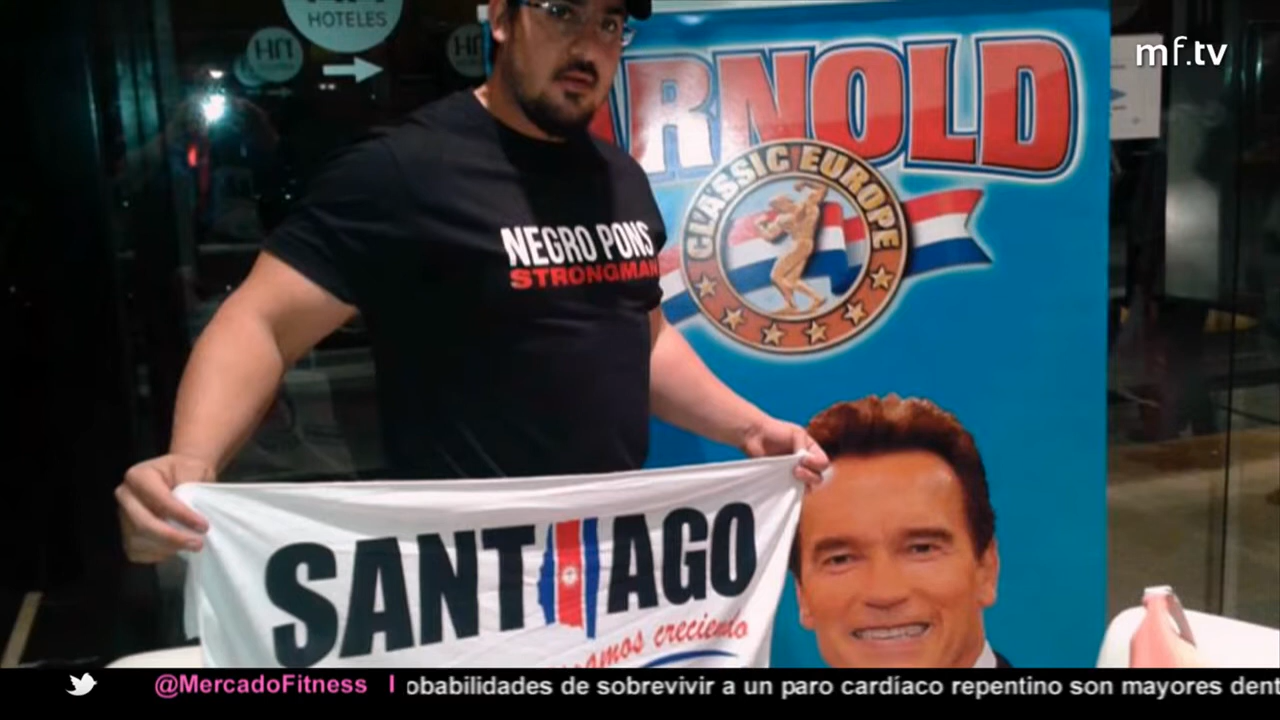 HOTELES
mf.tv
ARNOLD
CLASSIC EUROPE
NEGRO PONS
STRONGMAN
SANTIAGO
creciendo
@MercadoFitness | obabilidades de sobrevivir a un paro cardíaco repentino son mayores dent